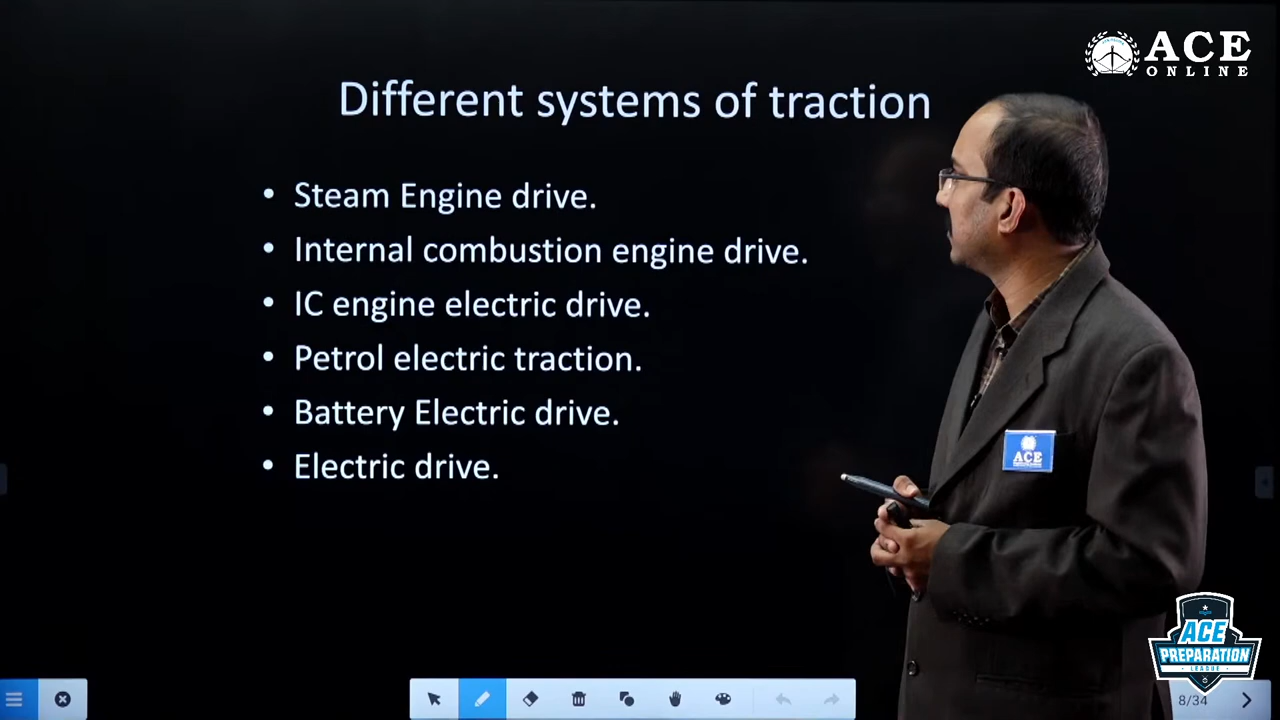 ACE
ONLINE
Different systems of traction
• Steam Engine drive.
• Internal combustion engine drive.
• IC engine electric drive.
• Petrol electric traction.
• Battery Electric drive.
• Electric drive.
ACE
ACE
PREPARATION
LEAGUE
8/34